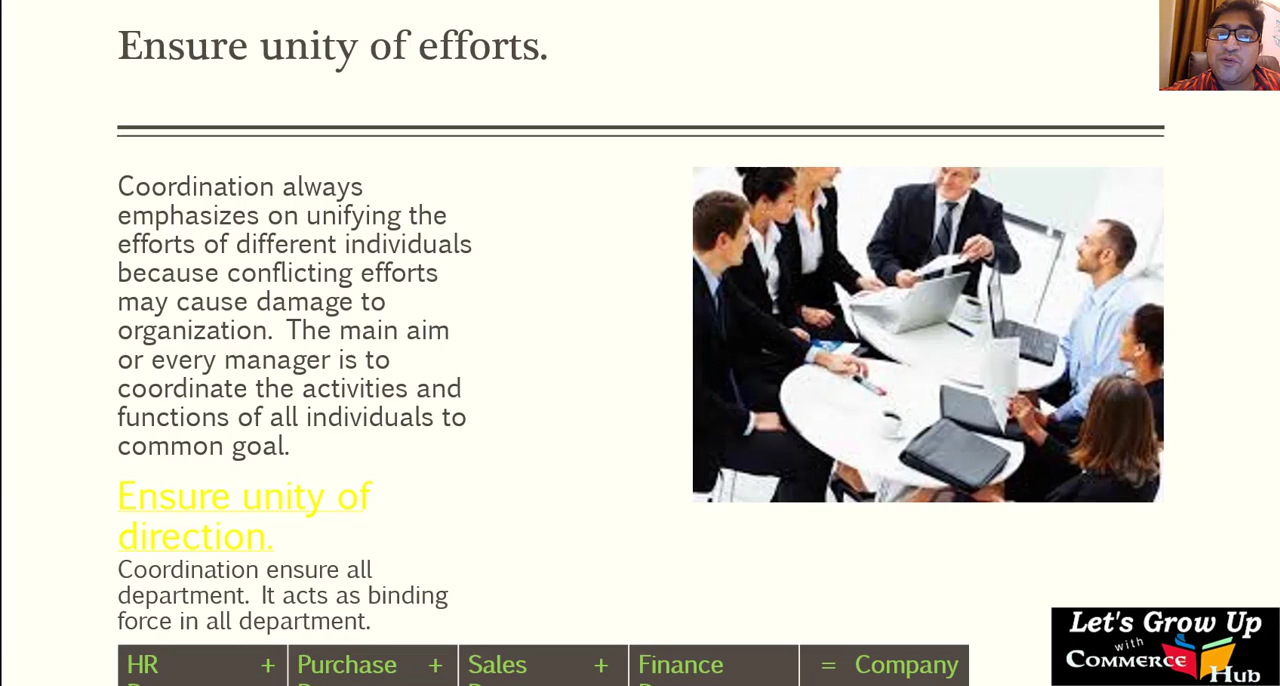 Ensure unity of efforts.
Coordination always
emphasizes on unifying the
efforts of different individuals
because conflicting efforts
may cause damage to
organization. The main aim
or every manager is to
coordinate the activities and
functions of all individuals to
common goal.
Ensure unity of
direction.
Coordination ensure all
department. It acts as binding
force in all department.
HR + Purchase + Sales + Finance = Company
Let's Grow Up
with
COMMERCE
Hub